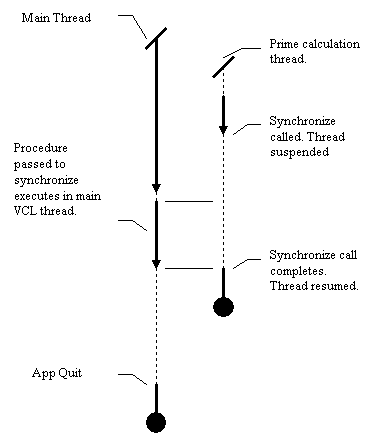 Main Thread
Prime calculation
thread.
Synchronize
called. Thread
suspended
Procedure
passed to
synchronize
executes in main
VCL thread.
Synchronize call
completes.
Thread resumed.
App Quit